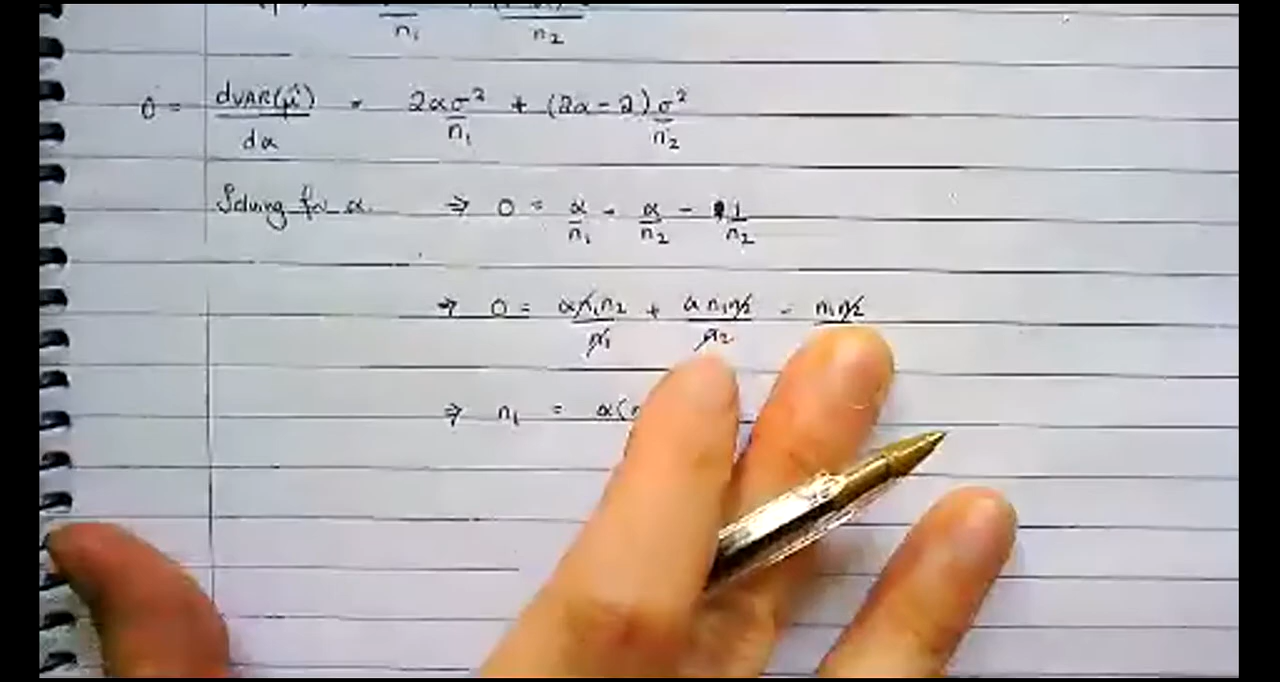 n₁ n₂
0 = dVAR(μ̂)/dα = 2ασ²/n₁ + (2α - 2)σ²/n₂
Solving for α. ⇒ 0 = α/n₁ - α/n₂ - 1/n₂
⇒ 0 = αn₁n₂/n₁ + αn₁n₂/n₂ - n₁n₂
⇒ n₁ = α(n